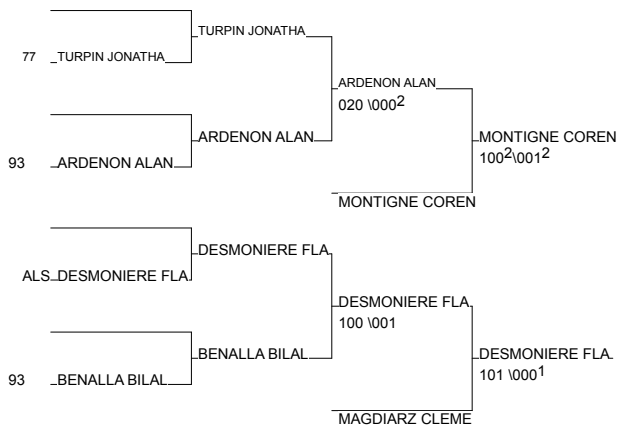 TURPIN JONATHA
77 TURPIN JONATHA
ARDENON ALAN
020 \000²
ARDENON ALAN
MONTIGNE COREN
100²\001²
93 ARDENON ALAN
MONTIGNE COREN
DESMONIERE FLA
ALS DESMONIERE FLA
DESMONIERE FLA
100 \001
BENALLA BILAL
DESMONIERE FLA
101 \000¹
93 BENALLA BILAL
MAGDIARZ CLEME